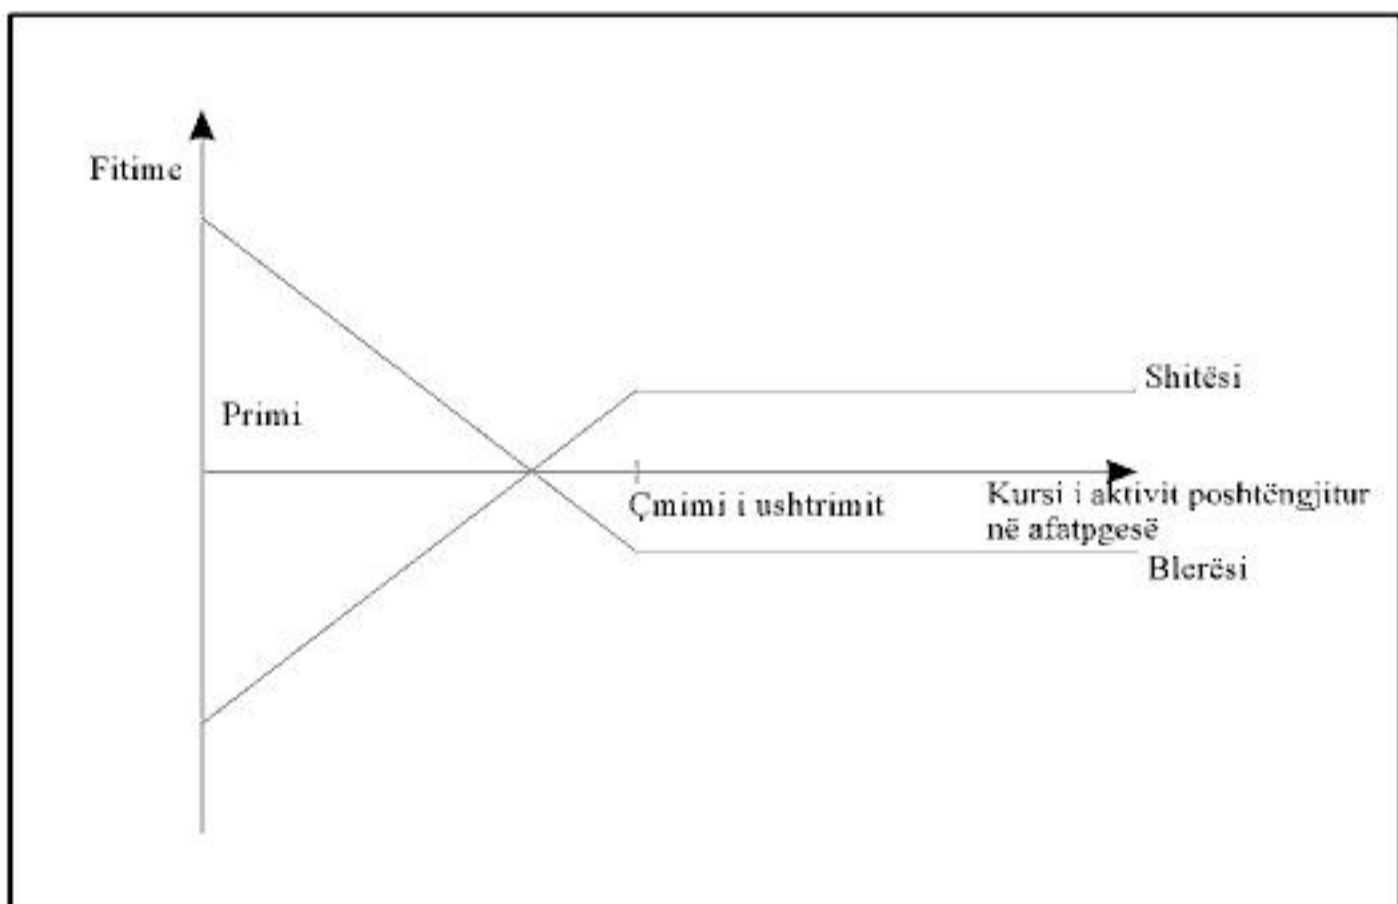 Fitime
Shitësi
Primi
Çmimi i ushtrimit
Kursi i aktivit poshtëngjitur
në afatpgesë
Blerësi